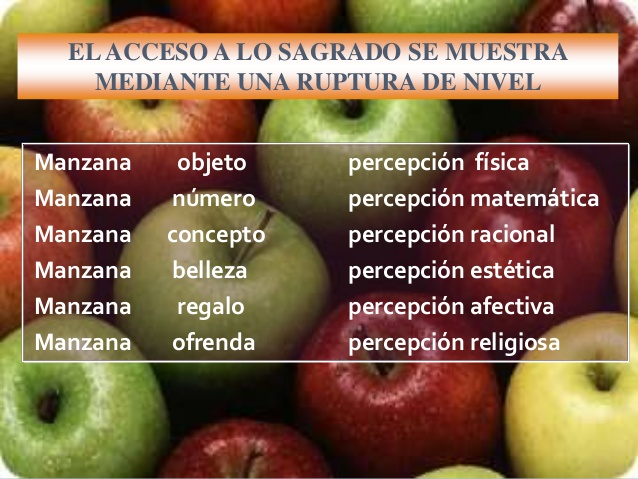 EL ACCESO A LO SAGRADO SE MUESTRA
MEDIANTE UNA RUPTURA DE NIVEL
Manzana objeto percepción física
Manzana número percepción matemática
Manzana concepto percepción racional
Manzana belleza percepción estética
Manzana regalo percepción afectiva
Manzana ofrenda percepción religiosa